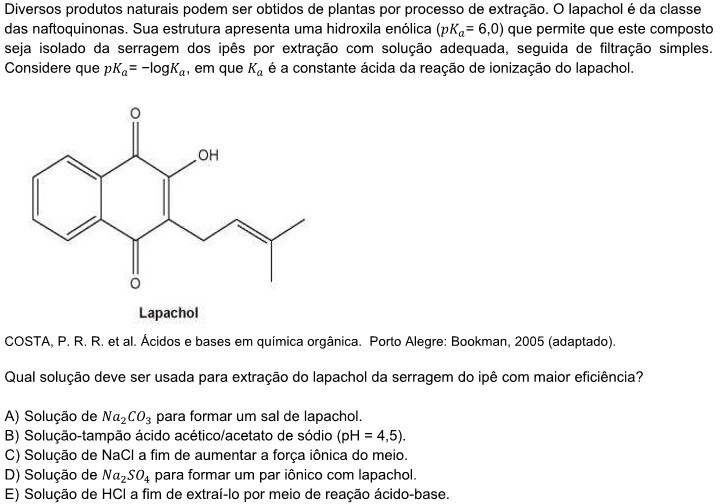 Diversos produtos naturais podem ser obtidos de plantas por processo de extração. O lapachol é da classe
das naftoquinonas. Sua estrutura apresenta uma hidroxila enólica (pKₐ= 6,0) que permite que este composto
seja isolado da serragem dos ipês por extração com solução adequada, seguida de filtração simples.
Considere que pKₐ= −logKₐ, em que Kₐ é a constante ácida da reação de ionização do lapachol.
O
OH
O
Lapachol
COSTA, P. R. R. et al. Ácidos e bases em química orgânica. Porto Alegre: Bookman, 2005 (adaptado).
Qual solução deve ser usada para extração do lapachol da serragem do ipê com maior eficiência?
A) Solução de Na₂CO₃ para formar um sal de lapachol.
B) Solução-tampão ácido acético/acetato de sódio (pH = 4,5).
C) Solução de NaCl a fim de aumentar a força iônica do meio.
D) Solução de Na₂SO₄ para formar um par iônico com lapachol.
E) Solução de HCl a fim de extraí-lo por meio de reação ácido-base.